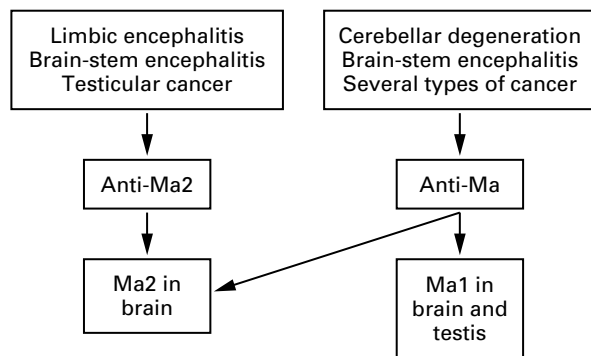 Limbic encephalitis
Brain-stem encephalitis
Testicular cancer
Cerebellar degeneration
Brain-stem encephalitis
Several types of cancer
Anti-Ma2
Anti-Ma
Ma2 in
brain
Ma1 in
brain and
testis